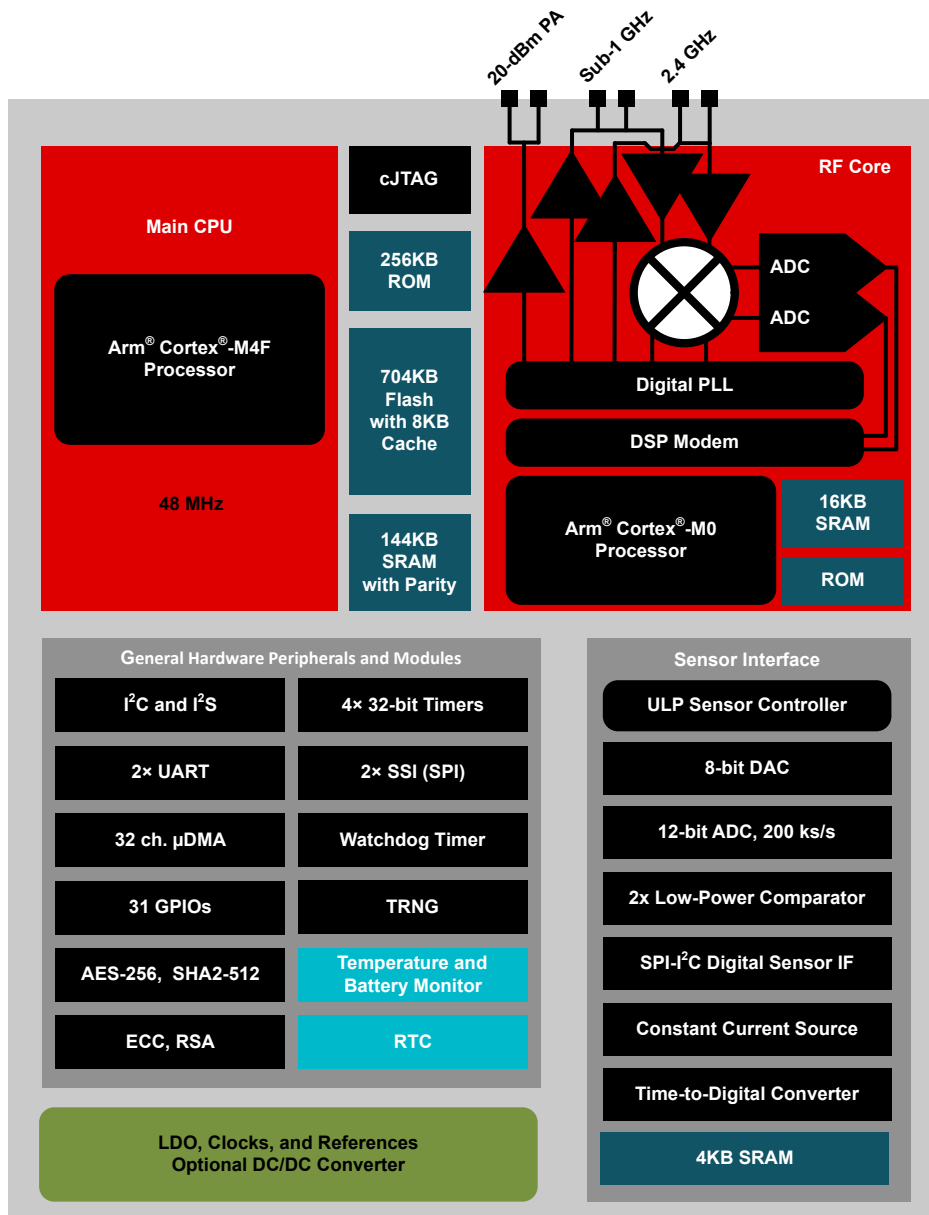 20-dBm PA
Sub-1 GHz
2.4 GHz
Main CPU
Arm® Cortex®-M4F
Processor
48 MHz
cJTAG
256KB
ROM
704KB
Flash
with 8KB
Cache
144KB
SRAM
with Parity
RF Core
ADC
ADC
Digital PLL
DSP Modem
Arm® Cortex®-M0
Processor
16KB
SRAM
ROM
General Hardware Peripherals and Modules
I²C and I²S
4× 32-bit Timers
2× UART
2× SSI (SPI)
32 ch. µDMA
Watchdog Timer
31 GPIOs
TRNG
AES-256, SHA2-512
Temperature and
Battery Monitor
ECC, RSA
RTC
LDO, Clocks, and References
Optional DC/DC Converter
Sensor Interface
ULP Sensor Controller
8-bit DAC
12-bit ADC, 200 ks/s
2x Low-Power Comparator
SPI-I²C Digital Sensor IF
Constant Current Source
Time-to-Digital Converter
4KB SRAM